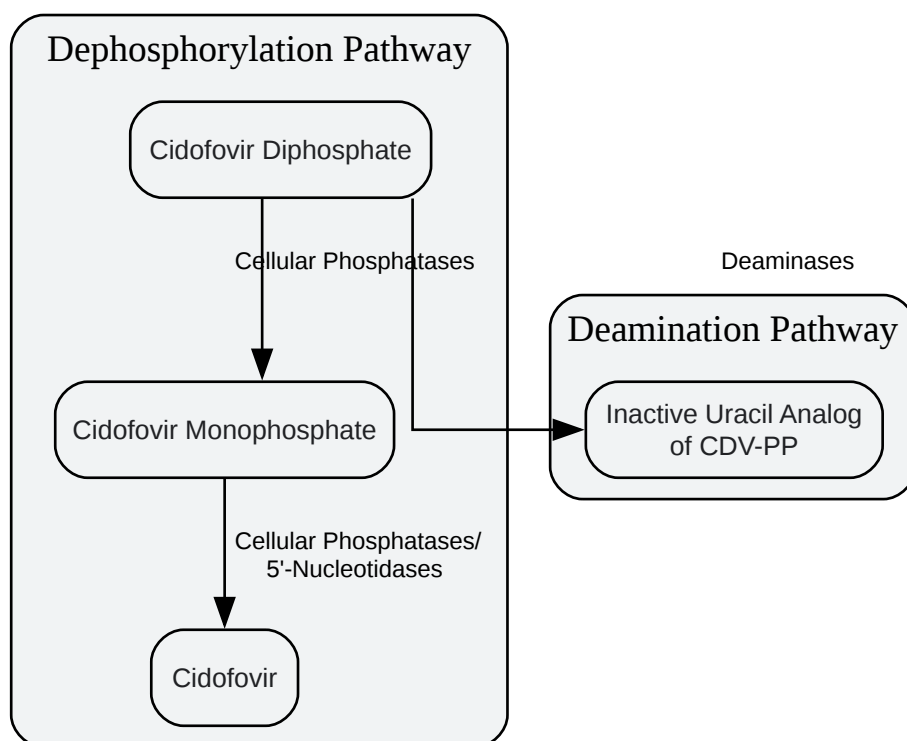 Dephosphorylation Pathway
Cidofovir Diphosphate
Cellular Phosphatases
Deaminases
Deamination Pathway
Cidofovir Monophosphate
Inactive Uracil Analog
of CDV-PP
Cellular Phosphatases/
5'-Nucleotidases
Cidofovir